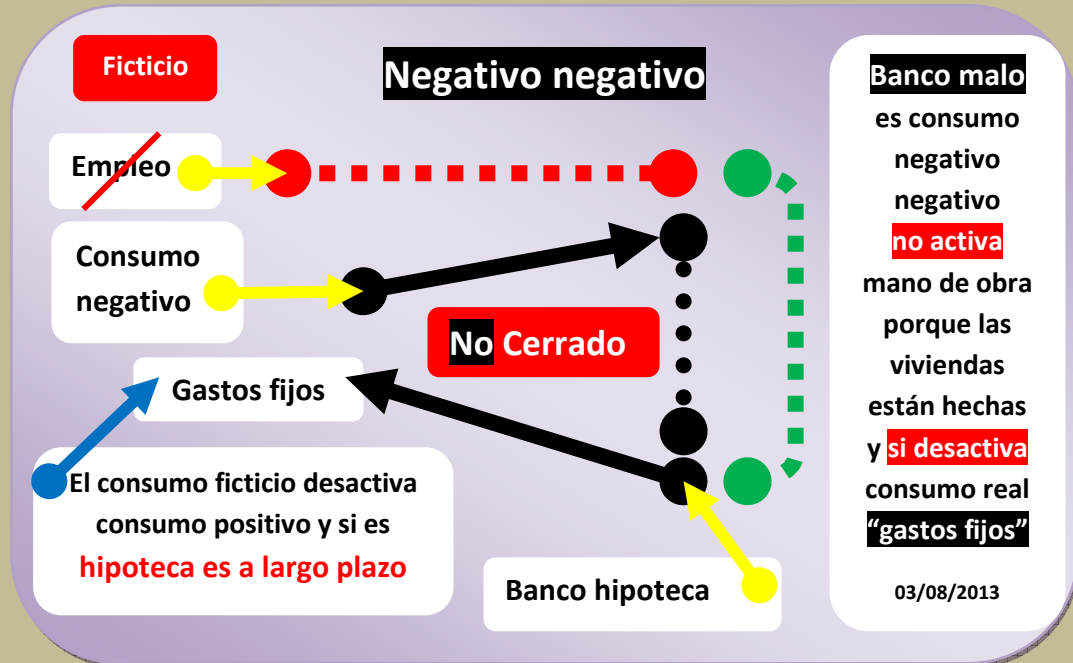 Ficticio
Negativo negativo
Empleo
Consumo
negativo
No Cerrado
Gastos fijos
El consumo ficticio desactiva
consumo positivo y si es
hipoteca es a largo plazo
Banco hipoteca
Banco malo
es consumo
negativo
negativo
no activa
mano de obra
porque las
viviendas
están hechas
y si desactiva
consumo real
“gastos fijos”
03/08/2013